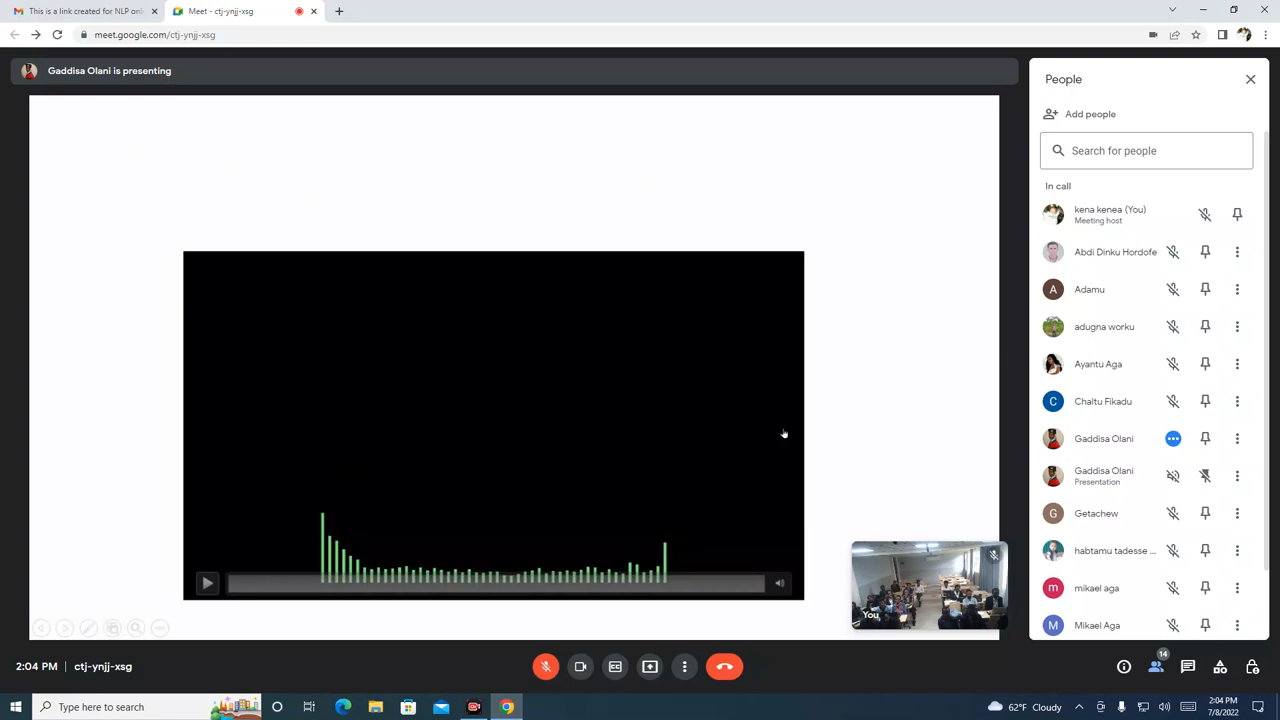 This is a link created for NLP onli
Meet - ctj-ynjj-xsg
meet.google.com/ctj-ynjj-xsg
Gaddisa Olani is presenting
People
Add people
Search for people
In call
kena kenea (You)
Meeting host
Abdi Dinku Hordofe
A
Adamu
adugna worku
Ayantu Aga
C
Chaltu Fikadu
Gaddisa Olani
Gaddisa Olani
Presentation
G
Getachew
habtamu tadesse ...
m
mikael aga
M
Mikael Aga
You
2:04 PM | ctj-ynjj-xsg
14
Type here to search
62°F Cloudy
2:04 PM
7/8/2022